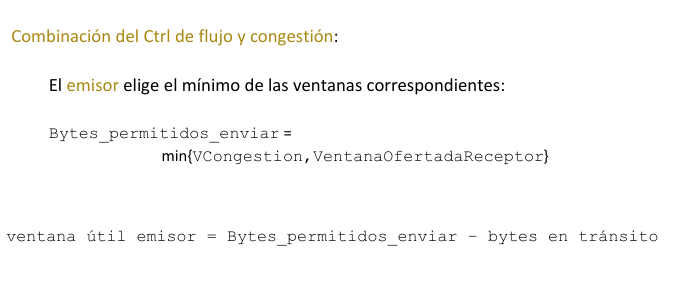 Combinación del Ctrl de flujo y congestión:
El emisor elige el mínimo de las ventanas correspondientes:
Bytes_permitidos_enviar =
min{VCongestion,VentanaOfertadaReceptor}
ventana útil emisor = Bytes_permitidos_enviar – bytes en tránsito